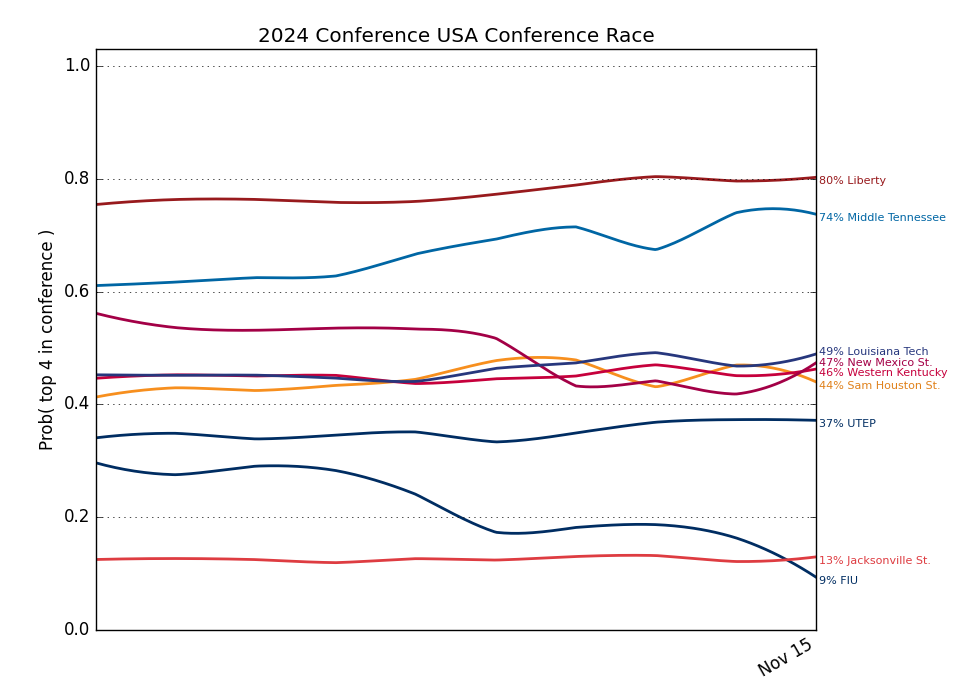 2024 Conference USA Conference Race
Prob( top 4 in conference )
1.0
0.8
0.6
0.4
0.2
0.0
80% Liberty
74% Middle Tennessee
49% Louisiana Tech
47% New Mexico St.
46% Western Kentucky
44% Sam Houston St.
37% UTEP
13% Jacksonville St.
9% FIU
Nov 15